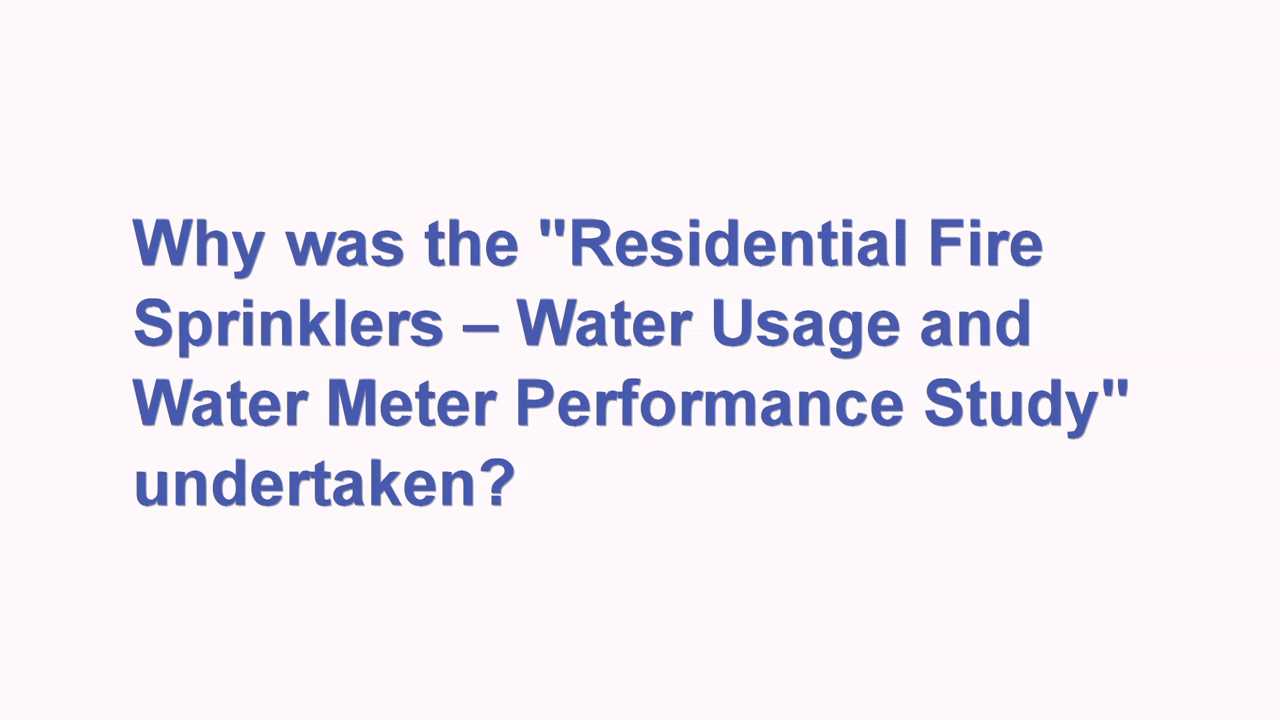 Why was the "Residential Fire
Sprinklers – Water Usage and
Water Meter Performance Study"
undertaken?